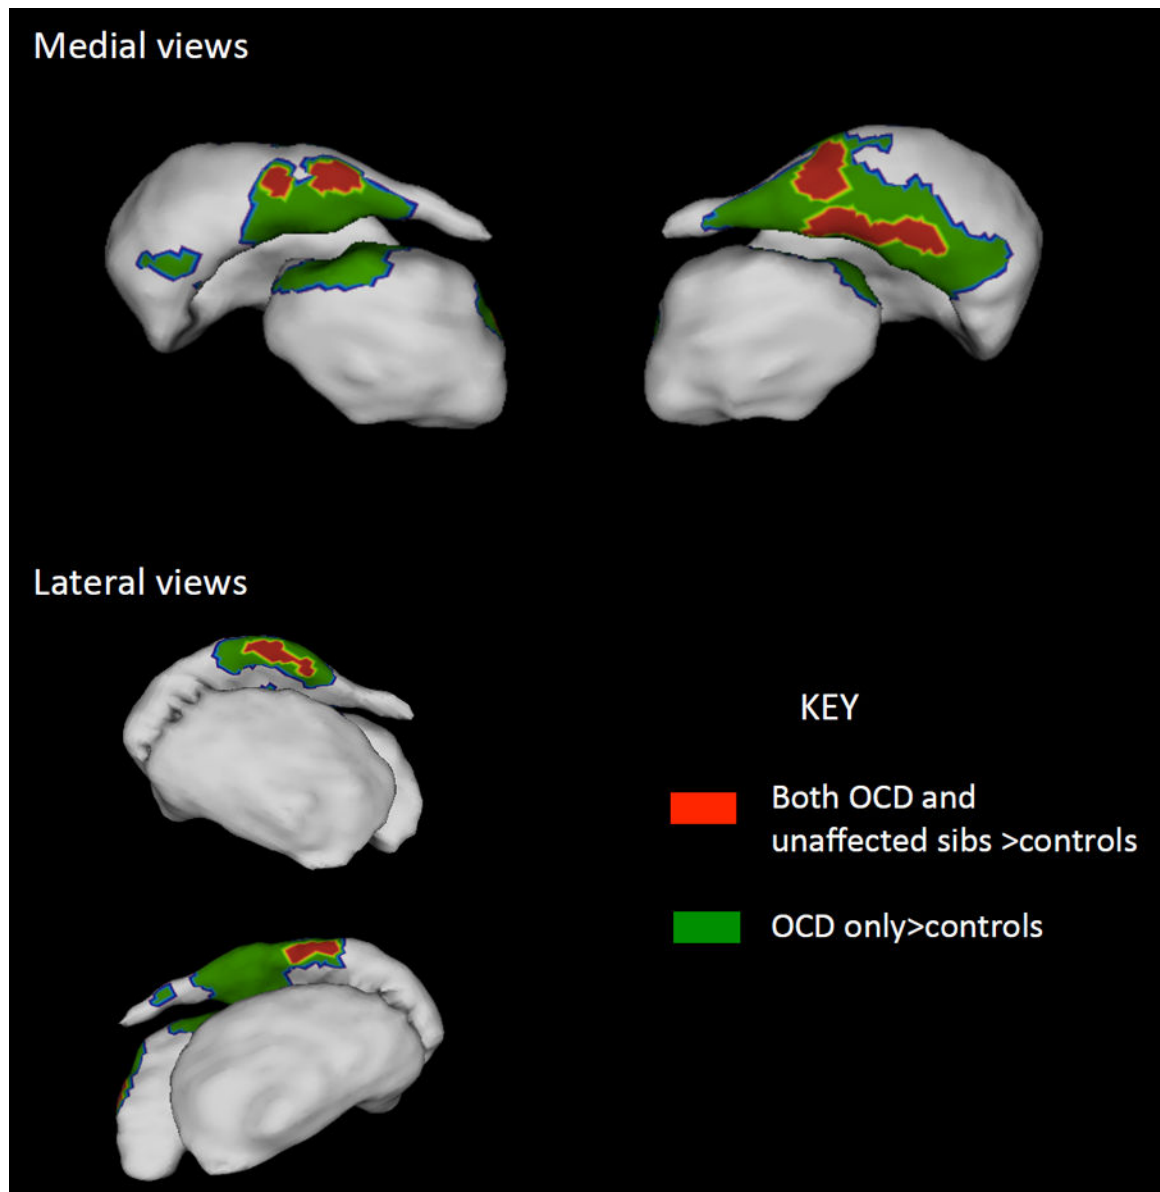 Medial views
Lateral views
KEY
Both OCD and
unaffected sibs >controls
OCD only>controls